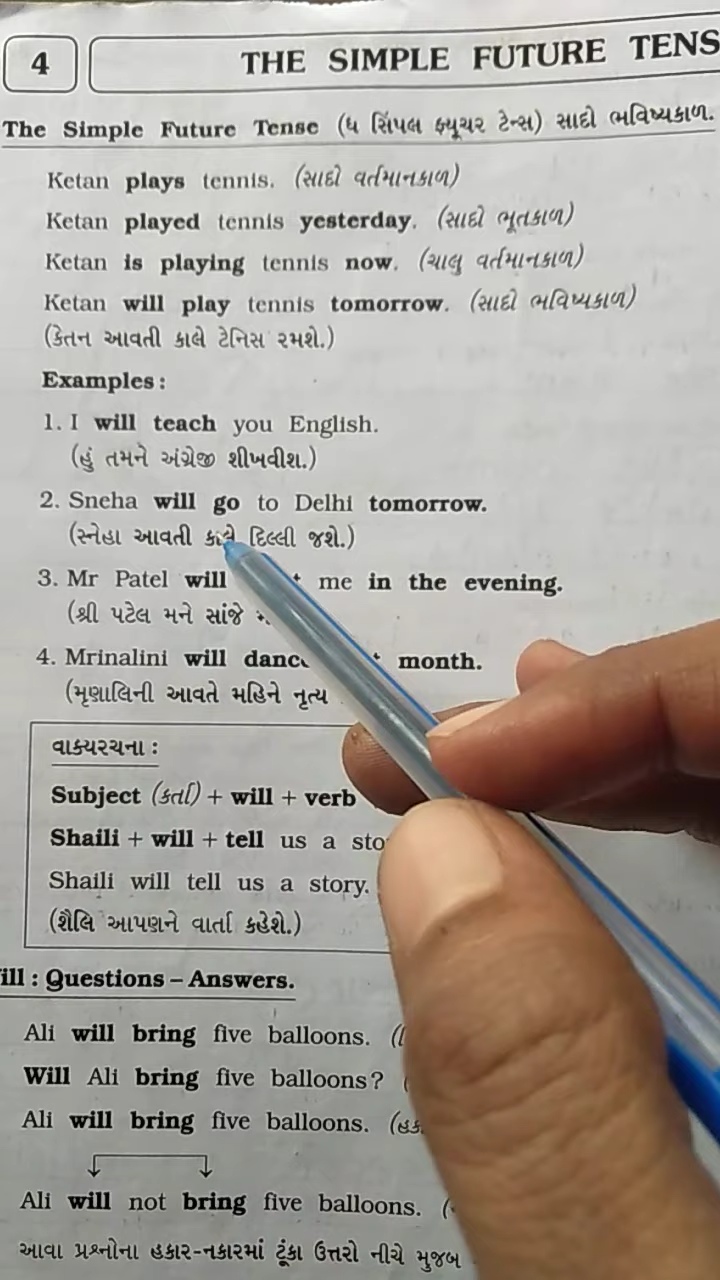 4
THE SIMPLE FUTURE TENS
The Simple Future Tense (ધ સિંપલ ફ્યૂચર ટેન્સ) સાદો ભવિષ્યકાળ.
Ketan plays tennis. (સાદો વર્તમાનકાળ)
Ketan played tennis yesterday. (સાદો ભૂતકાળ)
Ketan is playing tennis now. (ચાલુ વર્તમાનકાળ)
Ketan will play tennis tomorrow. (સાદો ભવિષ્યકાળ)
(કેતન આવતી કાલે ટેનિસ રમશે.)
Examples :
1. I will teach you English.
(હું તમને અંગ્રેજી શીખવીશ.)
2. Sneha will go to Delhi tomorrow.
(સ્નેહા આવતી કાલે દિલ્લી જશે.)
3. Mr Patel will me in the evening.
(શ્રી પટેલ મને સાંજે
4. Mrinalini will month.
(મૃણાલિની આવતે મહિને નૃત્ય
વાક્યરચના :
Subject (કર્તા) + will + verb
Shaili + will + tell us a sto
Shaili will tell us a story.
(શૈલિ આપણને વાર્તા કહેશે.)
ill : Questions – Answers.
Ali will bring five balloons. (
Will Ali bring five balloons? (
Ali will bring five balloons. (હકા
Ali will not bring five balloons. (
આવા પ્રશ્નોના હકાર-નકારમાં ટૂંકા ઉત્તરો નીચે મુજબ